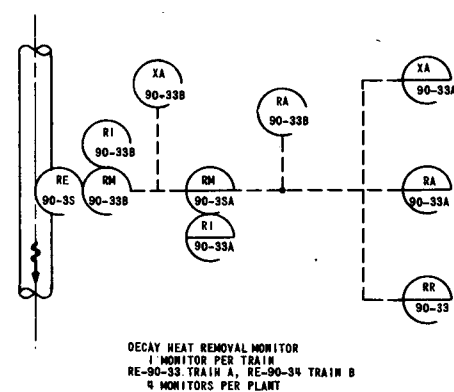 XA
90-33B
XA
90-33A
RA
90-33B
RI
90-33B
RE
90-3S
RM
90-33B
RM
90-3SA
RA
90-33A
RI
90-33A
RR
90-33
DECAY HEAT REMOVAL MONITOR
1 MONITOR PER TRAIN
RE-90-33 TRAIN A, RE-90-34 TRAIN B
4 MONITORS PER PLANT